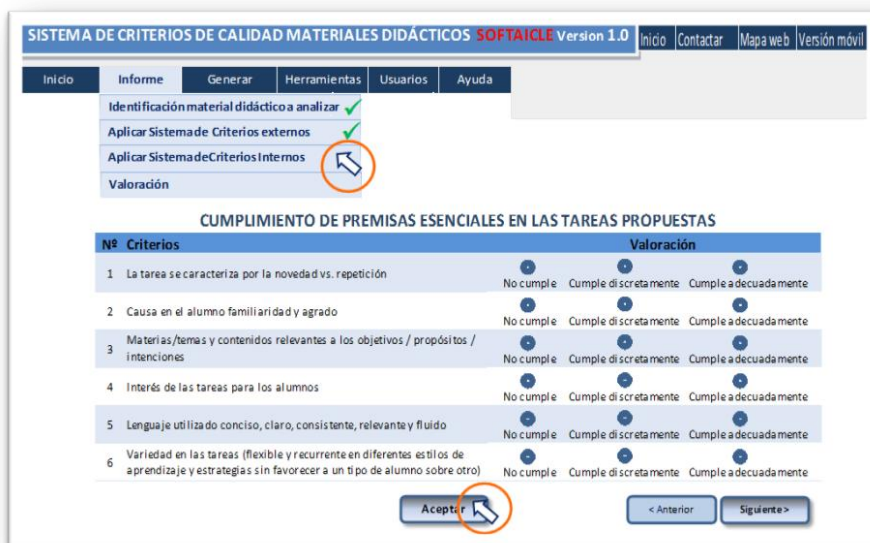 SISTEMA DE CRITERIOS DE CALIDAD MATERIALES DIDÁCTICOS SOFTAICLE Version 1.0
Inicio Contactar Mapa web Versión móvil
Inicio Informe Generar Herramientas Usuarios Ayuda
Identificación material didáctico a analizar
Aplicar Sistema de Criterios externos
Aplicar Sistema de Criterios Internos
Valoración
CUMPLIMIENTO DE PREMISAS ESENCIALES EN LAS TAREAS PROPUESTAS
Nº Criterios Valoración
1 La tarea se caracteriza por la novedad vs. repetición
No cumple Cumple discretamente Cumple adecuadamente
2 Causa en el alumno familiaridad y agrado
No cumple Cumple discretamente Cumple adecuadamente
3 Materias/temas y contenidos relevantes a los objetivos / propósitos /
intenciones
No cumple Cumple discretamente Cumple adecuadamente
4 Interés de las tareas para los alumnos
No cumple Cumple discretamente Cumple adecuadamente
5 Lenguaje utilizado conciso, claro, consistente, relevante y fluido
No cumple Cumple discretamente Cumple adecuadamente
6 Variedad en las tareas (flexible y recurrente en diferentes estilos de
aprendizaje y estrategias sin favorecer a un tipo de alumno sobre otro)
No cumple Cumple discretamente Cumple adecuadamente
Aceptar < Anterior Siguiente >